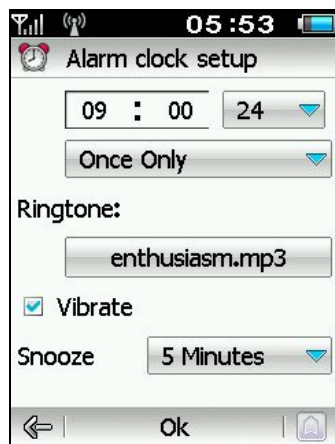 05:53
Alarm clock setup
09 : 00 24
Once Only
Ringtone:
enthusiasm.mp3
Vibrate
Snooze 5 Minutes
Ok